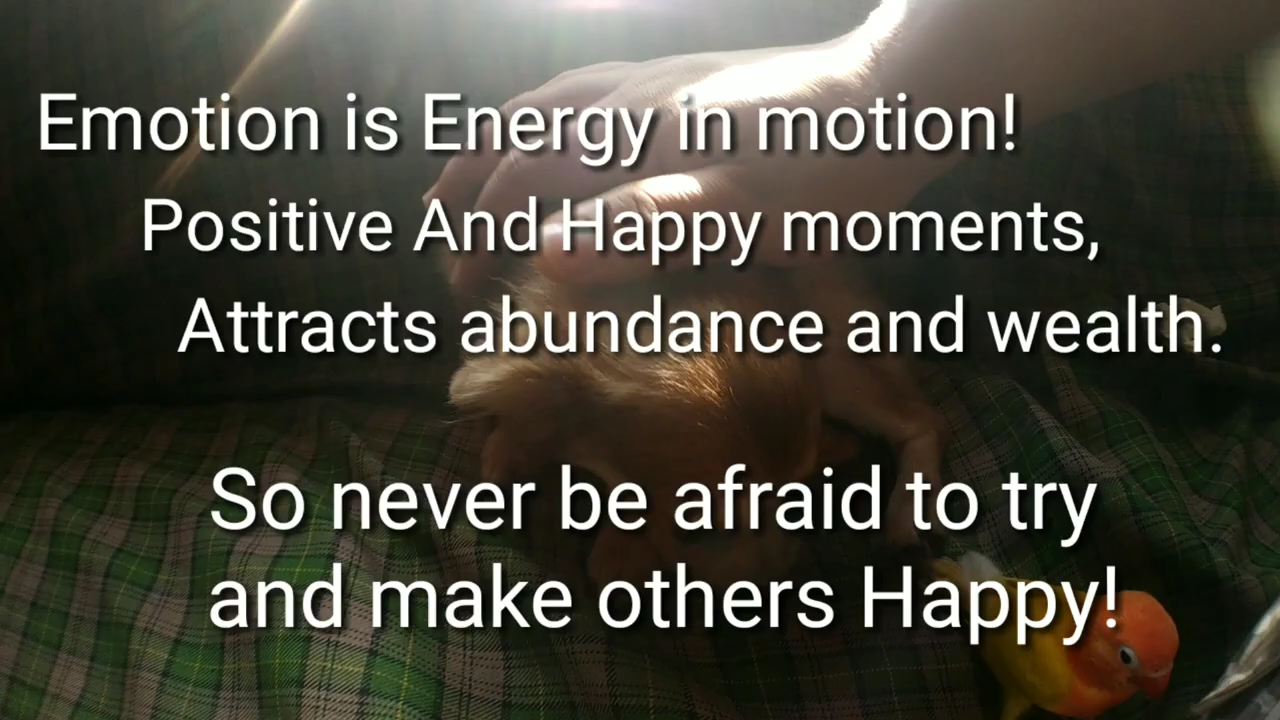 Emotion is Energy in motion!
Positive And Happy moments,
Attracts abundance and wealth.
So never be afraid to try
and make others Happy!